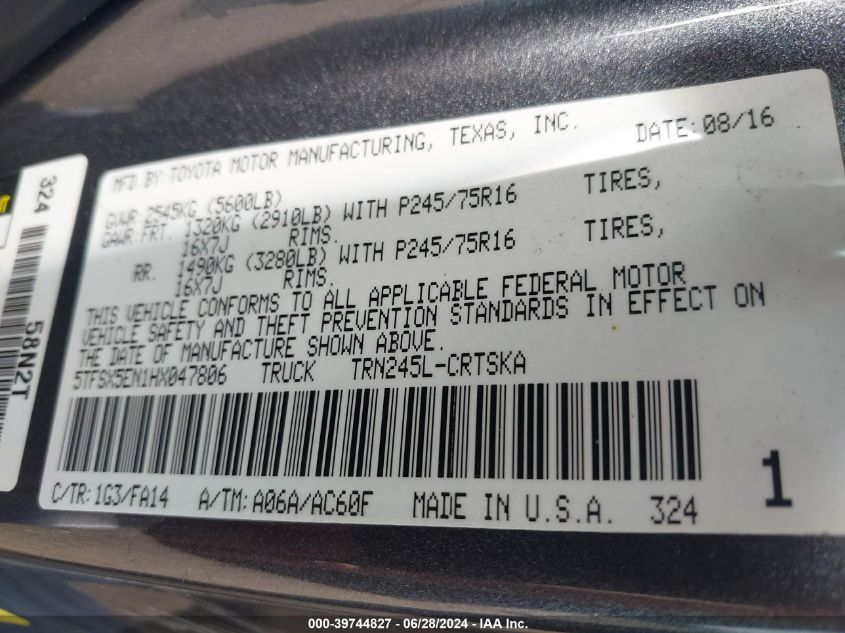 MFD BY:TOYOTA MOTOR MANUFACTURING, TEXAS, INC. DATE:08/16
GVWR:2545KG (5600LB)
GAWR:FRT. 1320KG (2910LB) WITH P245/75R16 TIRES,
16X7J RIMS.
RR. 1490KG (3280LB) WITH P245/75R16 TIRES,
16X7J RIMS.
THIS VEHICLE CONFORMS TO ALL APPLICABLE FEDERAL MOTOR
VEHICLE SAFETY AND THEFT PREVENTION STANDARDS IN EFFECT ON
THE DATE OF MANUFACTURE SHOWN ABOVE.
5TFSX5EN1HX047806 TRUCK TRN245L-CRTSKA
C/TR:1G3/FA14 A/TM:A06A/AC60F MADE IN U.S.A. 324
1
324
58N2T
000-39744827 - 06/28/2024 - IAA Inc.